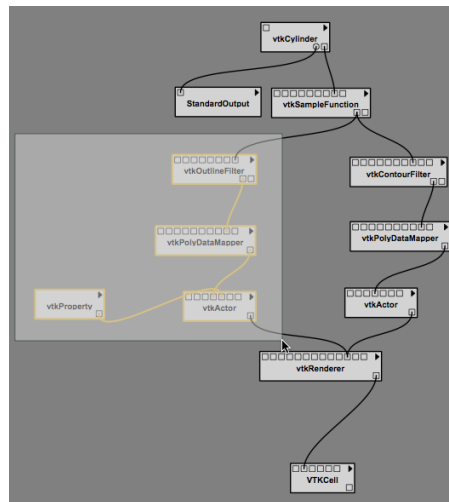 vtkCylinder
StandardOutput
vtkSampleFunction
vtkOutlineFilter
vtkContourFilter
vtkPolyDataMapper
vtkPolyDataMapper
vtkProperty
vtkActor
vtkActor
vtkRenderer
VTKCell